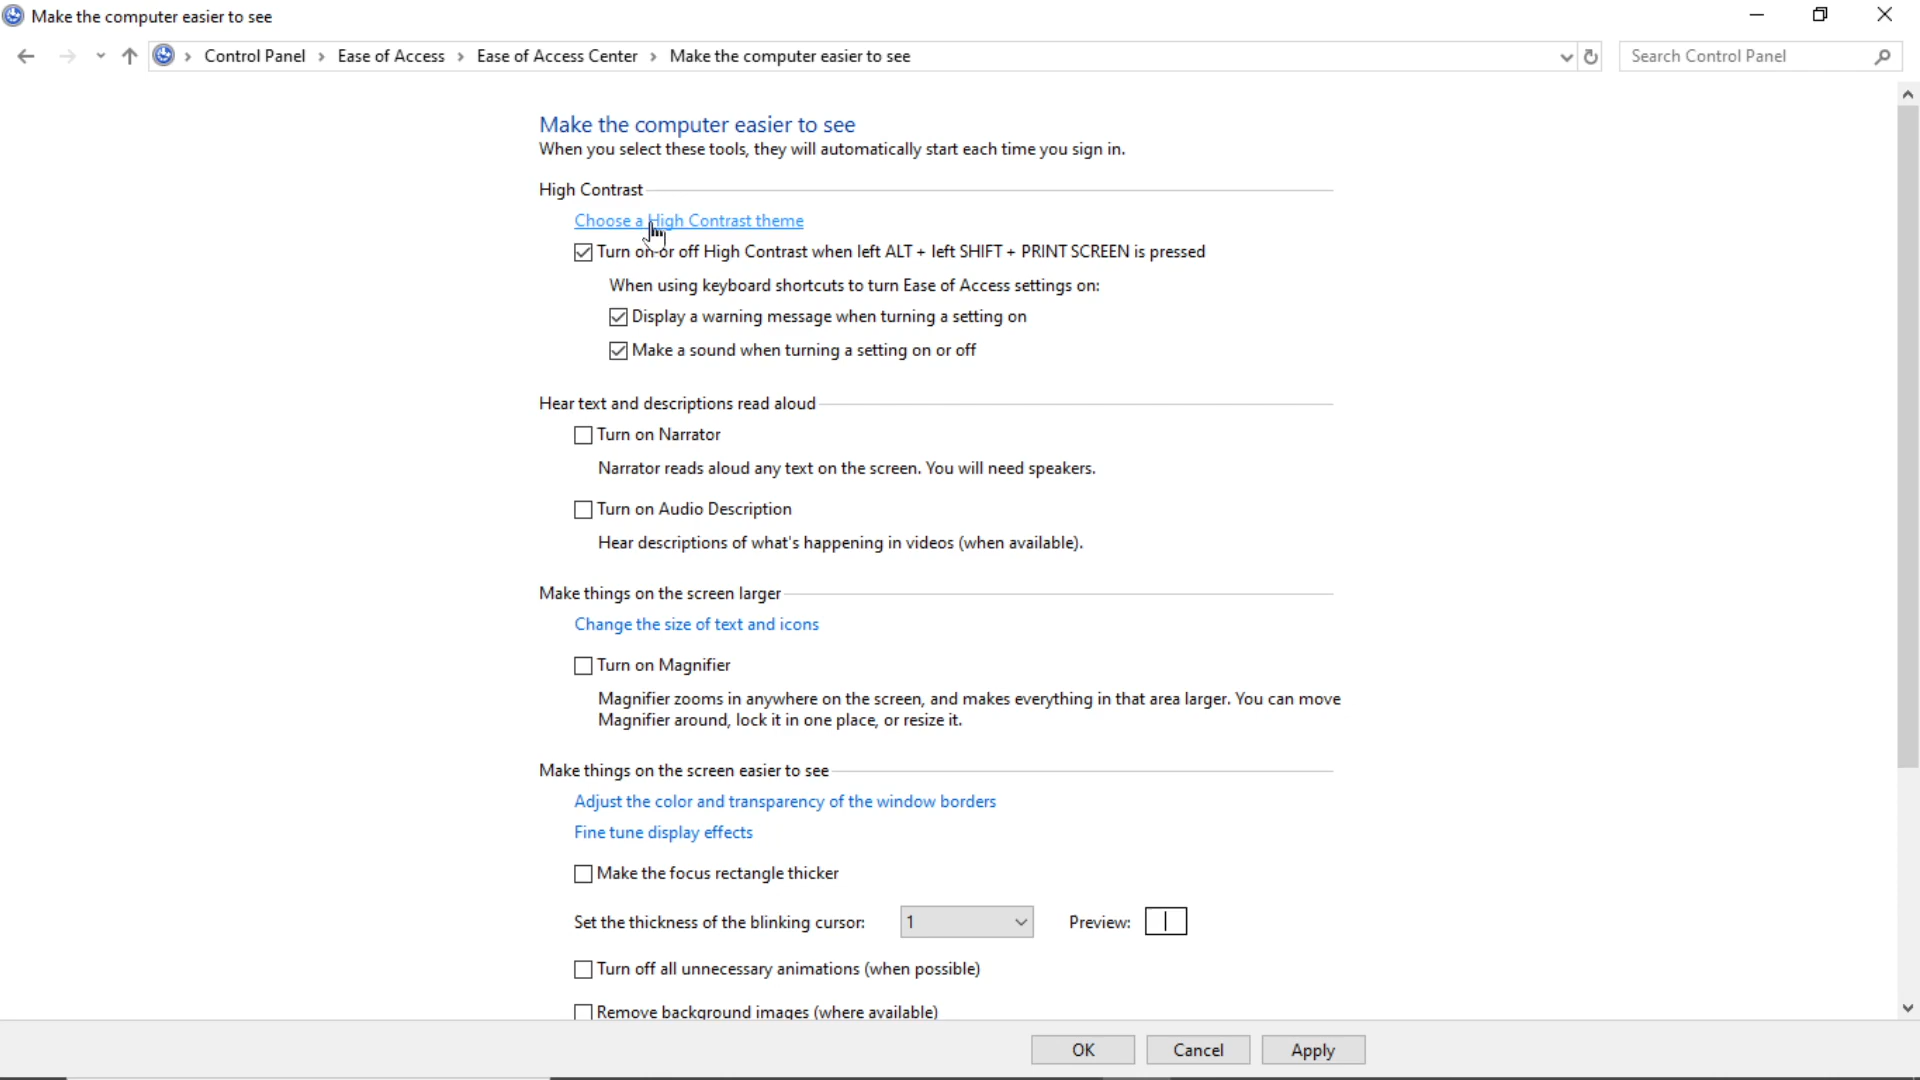 Make the computer easier to see
Control Panel > Ease of Access > Ease of Access Center > Make the computer easier to see
Search Control Panel
Make the computer easier to see
When you select these tools, they will automatically start each time you sign in.
High Contrast
Choose a High Contrast theme
Turn on or off High Contrast when left ALT + left SHIFT + PRINT SCREEN is pressed
When using keyboard shortcuts to turn Ease of Access settings on:
Display a warning message when turning a setting on
Make a sound when turning a setting on or off
Hear text and descriptions read aloud
Turn on Narrator
Narrator reads aloud any text on the screen. You will need speakers.
Turn on Audio Description
Hear descriptions of what's happening in videos (when available).
Make things on the screen larger
Change the size of text and icons
Turn on Magnifier
Magnifier zooms in anywhere on the screen, and makes everything in that area larger. You can move
Magnifier around, lock it in one place, or resize it.
Make things on the screen easier to see
Adjust the color and transparency of the window borders
Fine tune display effects
Make the focus rectangle thicker
Set the thickness of the blinking cursor: 1 Preview:
Turn off all unnecessary animations (when possible)
Remove background images (where available)
OK Cancel Apply